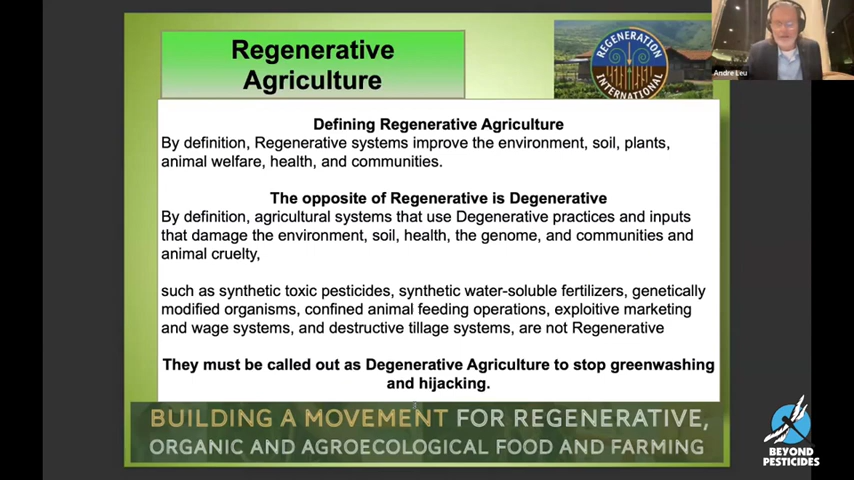 Regenerative
Agriculture
REGENERATION
INTERNATIONAL
Andre Leu
Defining Regenerative Agriculture
By definition, Regenerative systems improve the environment, soil, plants,
animal welfare, health, and communities.
The opposite of Regenerative is Degenerative
By definition, agricultural systems that use Degenerative practices and inputs
that damage the environment, soil, health, the genome, and communities and
animal cruelty,
such as synthetic toxic pesticides, synthetic water-soluble fertilizers, genetically
modified organisms, confined animal feeding operations, exploitive marketing
and wage systems, and destructive tillage systems, are not Regenerative
They must be called out as Degenerative Agriculture to stop greenwashing
and hijacking.
BUILDING A MOVEMENT FOR REGENERATIVE,
ORGANIC AND AGROECOLOGICAL FOOD AND FARMING
BEYOND
PESTICIDES